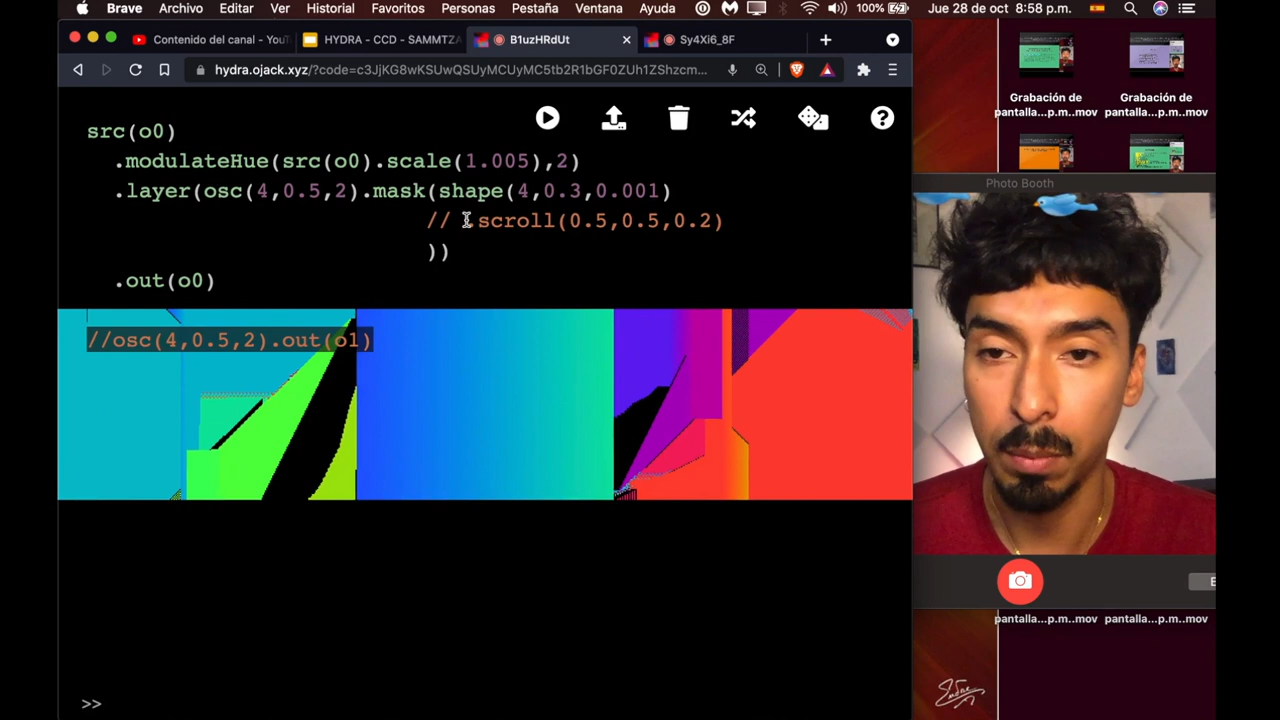 Brave Archivo Editar Ver Historial Favoritos Personas Pestaña Ventana Ayuda 100% Jue 28 de oct 8:58 p.m.
Contenido del canal - YouT HYDRA - CCD - SAMMTZA B1uzHRdUt Sy4Xi6_8F
hydra.ojack.xyz/?code=c3JjKG8wKSUwQSUyMCUyMC5tb2R1bGF0ZUh1ZShzcm...
src(o0)
.modulateHue(src(o0).scale(1.005),2)
.layer(osc(4,0.5,2).mask(shape(4,0.3,0.001)
// scroll(0.5,0.5,0.2)
))
.out(o0)
//osc(4,0.5,2).out(o1)
>>
Grabación de
pantalla...p.m..mov
Grabación de
pantalla...p.m..mov
Photo Booth
pantalla...p.m..mov pantalla...p.m..mov